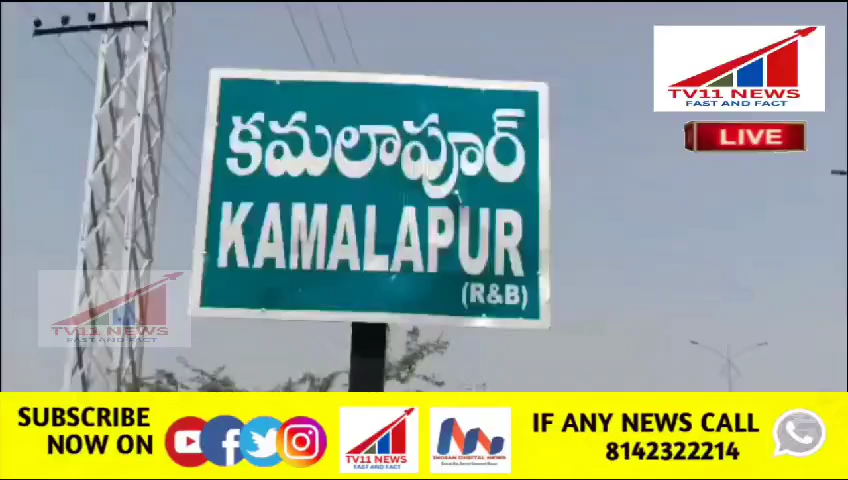 TV11 NEWS
FAST AND FACT
LIVE
కమలాపూర్
KAMALAPUR
(R&B)
TV11 NEWS
FAST AND FACT
SUBSCRIBE
NOW ON
TV11 NEWS
FAST AND FACT
INDIAN DIGITAL NEWS
IF ANY NEWS CALL
8142322214